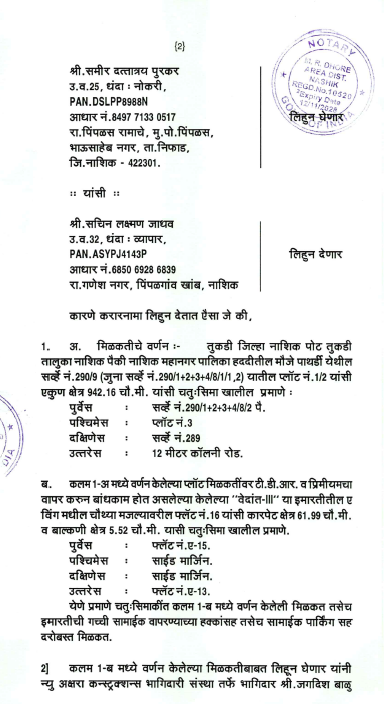 {2}
NOTARY
M. R. DHORE
AREA DIST.
NASHIK
REGD.No.10620
Expiry Date
12/11/2028
GOVT OF INDIA
श्री.समीर दत्तात्रय पुरकर
उ.व.25, धंदा : नोकरी,
PAN.DSLPP8988N
आधार नं.8497 7133 0517 लिहुन घेणार
रा.पिंपळस रामाचे, मु.पो.पिंपळस,
भाऊसाहेब नगर, ता.निफाड,
जि.नाशिक - 422301.
:: यांसी ::
श्री.सचिन लक्ष्मण जाधव
उ.व.32, धंदा : व्यापार,
PAN.ASYPJ4143P लिहुन देणार
आधार नं.6850 6928 6839
रा.गणेश नगर, पिंपळगांव खांब, नाशिक
कारणे करारनामा लिहुन देतात हैसा जे की,
1. अ. मिळकतीचे वर्णन :- तुकडी जिल्हा नाशिक पोट तुकडी
तालुका नाशिक पैकी नाशिक महानगर पालिका हददीतील मौजे पाथर्डी येथील
सर्व्हे नं.290/9 (जुना सर्व्हे नं.290/1+2+3+4/8/1/1,2) यातील प्लॉट नं.1/2 यांसी
एकुण क्षेत्र 942.16 चौ.मी. यांसी चतुःसिमा खालील प्रमाणे :
पुर्वेस : सर्व्हे नं.290/1+2+3+4/8/2 पै.
पश्चिमेस : प्लॉट नं.3
दक्षिणेस : सर्व्हे नं.289
उत्तरेस : 12 मीटर कॉलनी रोड.
ब. कलम 1-अ मध्ये वर्णन केलेल्या प्लॉट मिळकतींवर टी.डी.आर. व प्रिमीयमचा
वापर करुन बांधकाम होत असलेल्या केलेल्या "वेदांत-III" या इमारतीतील ए
विंग मधील चौथ्या मजल्यावरील फ्लॅट नं.16 यांसी कारपेट क्षेत्र 61.99 चौ.मी.
व बाल्कणी क्षेत्र 5.52 चौ.मी. यासी चतुःसिमा खालील प्रमाणे.
पुर्वेस : फ्लॅट नं.ए-15.
पश्चिमेस : साईड मार्जिन.
दक्षिणेस : साईड मार्जिन.
उत्तरेस : फ्लॅट नं.ए-13.
येणे प्रमाणे चतुःसिमाकींत कलम 1-ब मध्ये वर्णन केलेली मिळकत तसेच
इमारतीची गच्ची सामाईक वापरण्याच्या हक्कांसह तसेच सामाईक पार्किंग सह
दरोबस्त मिळकत.
2] कलम 1-ब मध्ये वर्णन केलेल्या मिळकतीबाबत लिहून घेणार यांनी
न्यु अक्षरा कन्स्ट्रक्शन्स भागिदारी संस्था तर्फे भागिदार श्री.जगदिश बाळु